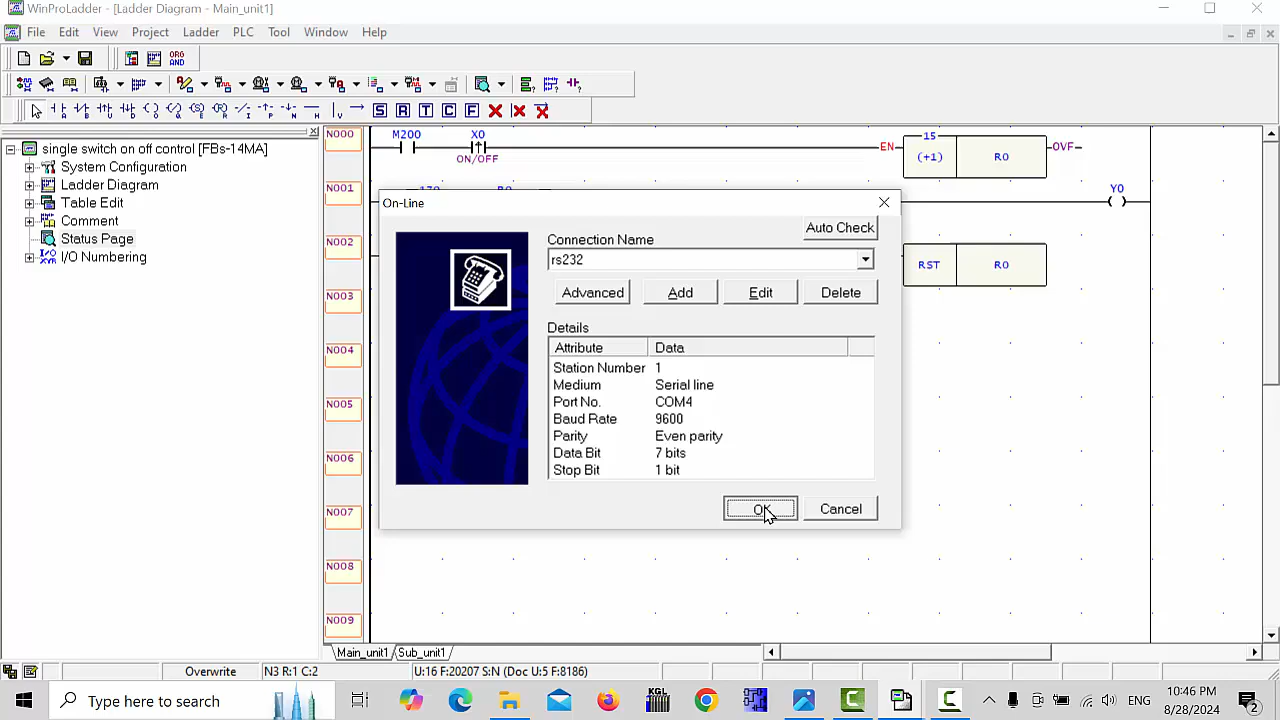 WinProLadder - [Ladder Diagram - Main_unit1]
File Edit View Project Ladder PLC Tool Window Help
ORG
AND
S R T C F
single switch on off control [FBs-14MA]
System Configuration
Ladder Diagram
Table Edit
Comment
Status Page
I/O Numbering
N000
M200 X0
ON/OFF
EN
15
(+1) R0
OVF
N001
Y0
N002
RST R0
N003
N004
N005
N006
N007
N008
N009
On-Line
Auto Check
Connection Name
rs232
Advanced Add Edit Delete
Details
Attribute Data
Station Number 1
Medium Serial line
Port No. COM4
Baud Rate 9600
Parity Even parity
Data Bit 7 bits
Stop Bit 1 bit
OK Cancel
Main_unit1 Sub_unit1
Overwrite N3 R:1 C:2 U:16 F:20207 S:N (Doc U:5 F:8186)
Type here to search
KGL
ENG
10:46 PM
8/28/2024
2